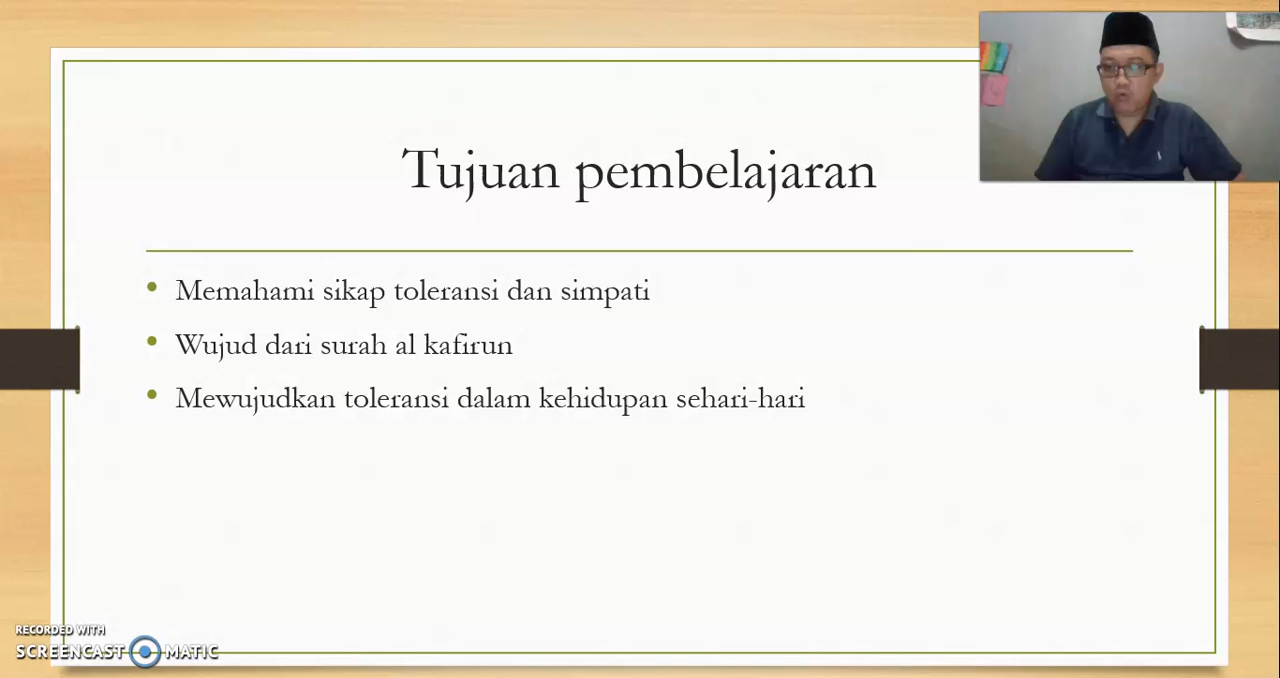 Tujuan pembelajaran
Memahami sikap toleransi dan simpati
Wujud dari surah al kafirun
Mewujudkan toleransi dalam kehidupan sehari-hari
RECORDED WITH
SCREENCAST MATIC